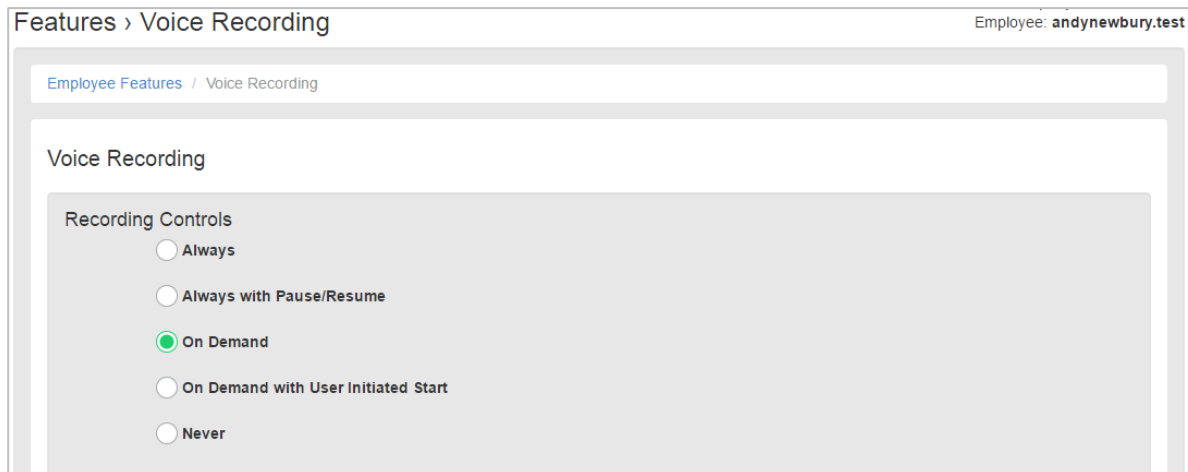 Features › Voice Recording
Employee: andynewbury.test
Employee Features / Voice Recording
Voice Recording
Recording Controls
Always
Always with Pause/Resume
On Demand
On Demand with User Initiated Start
Never